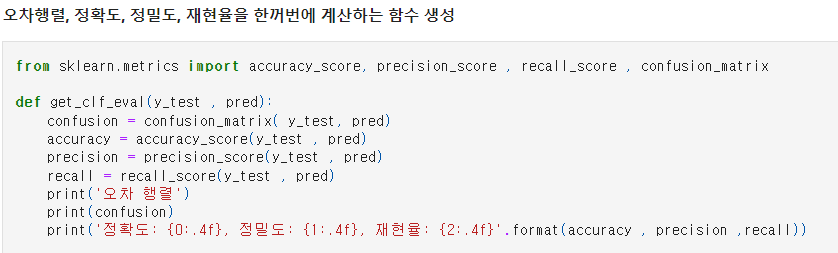 오차행렬, 정확도, 정밀도, 재현율을 한꺼번에 계산하는 함수 생성
from sklearn.metrics import accuracy_score, precision_score , recall_score , confusion_matrix
def get_clf_eval(y_test , pred):
    confusion = confusion_matrix( y_test, pred)
    accuracy = accuracy_score(y_test , pred)
    precision = precision_score(y_test , pred)
    recall = recall_score(y_test , pred)
    print('오차 행렬')
    print(confusion)
    print('정확도: {0:.4f}, 정밀도: {1:.4f}, 재현율: {2:.4f}'.format(accuracy , precision ,recall))